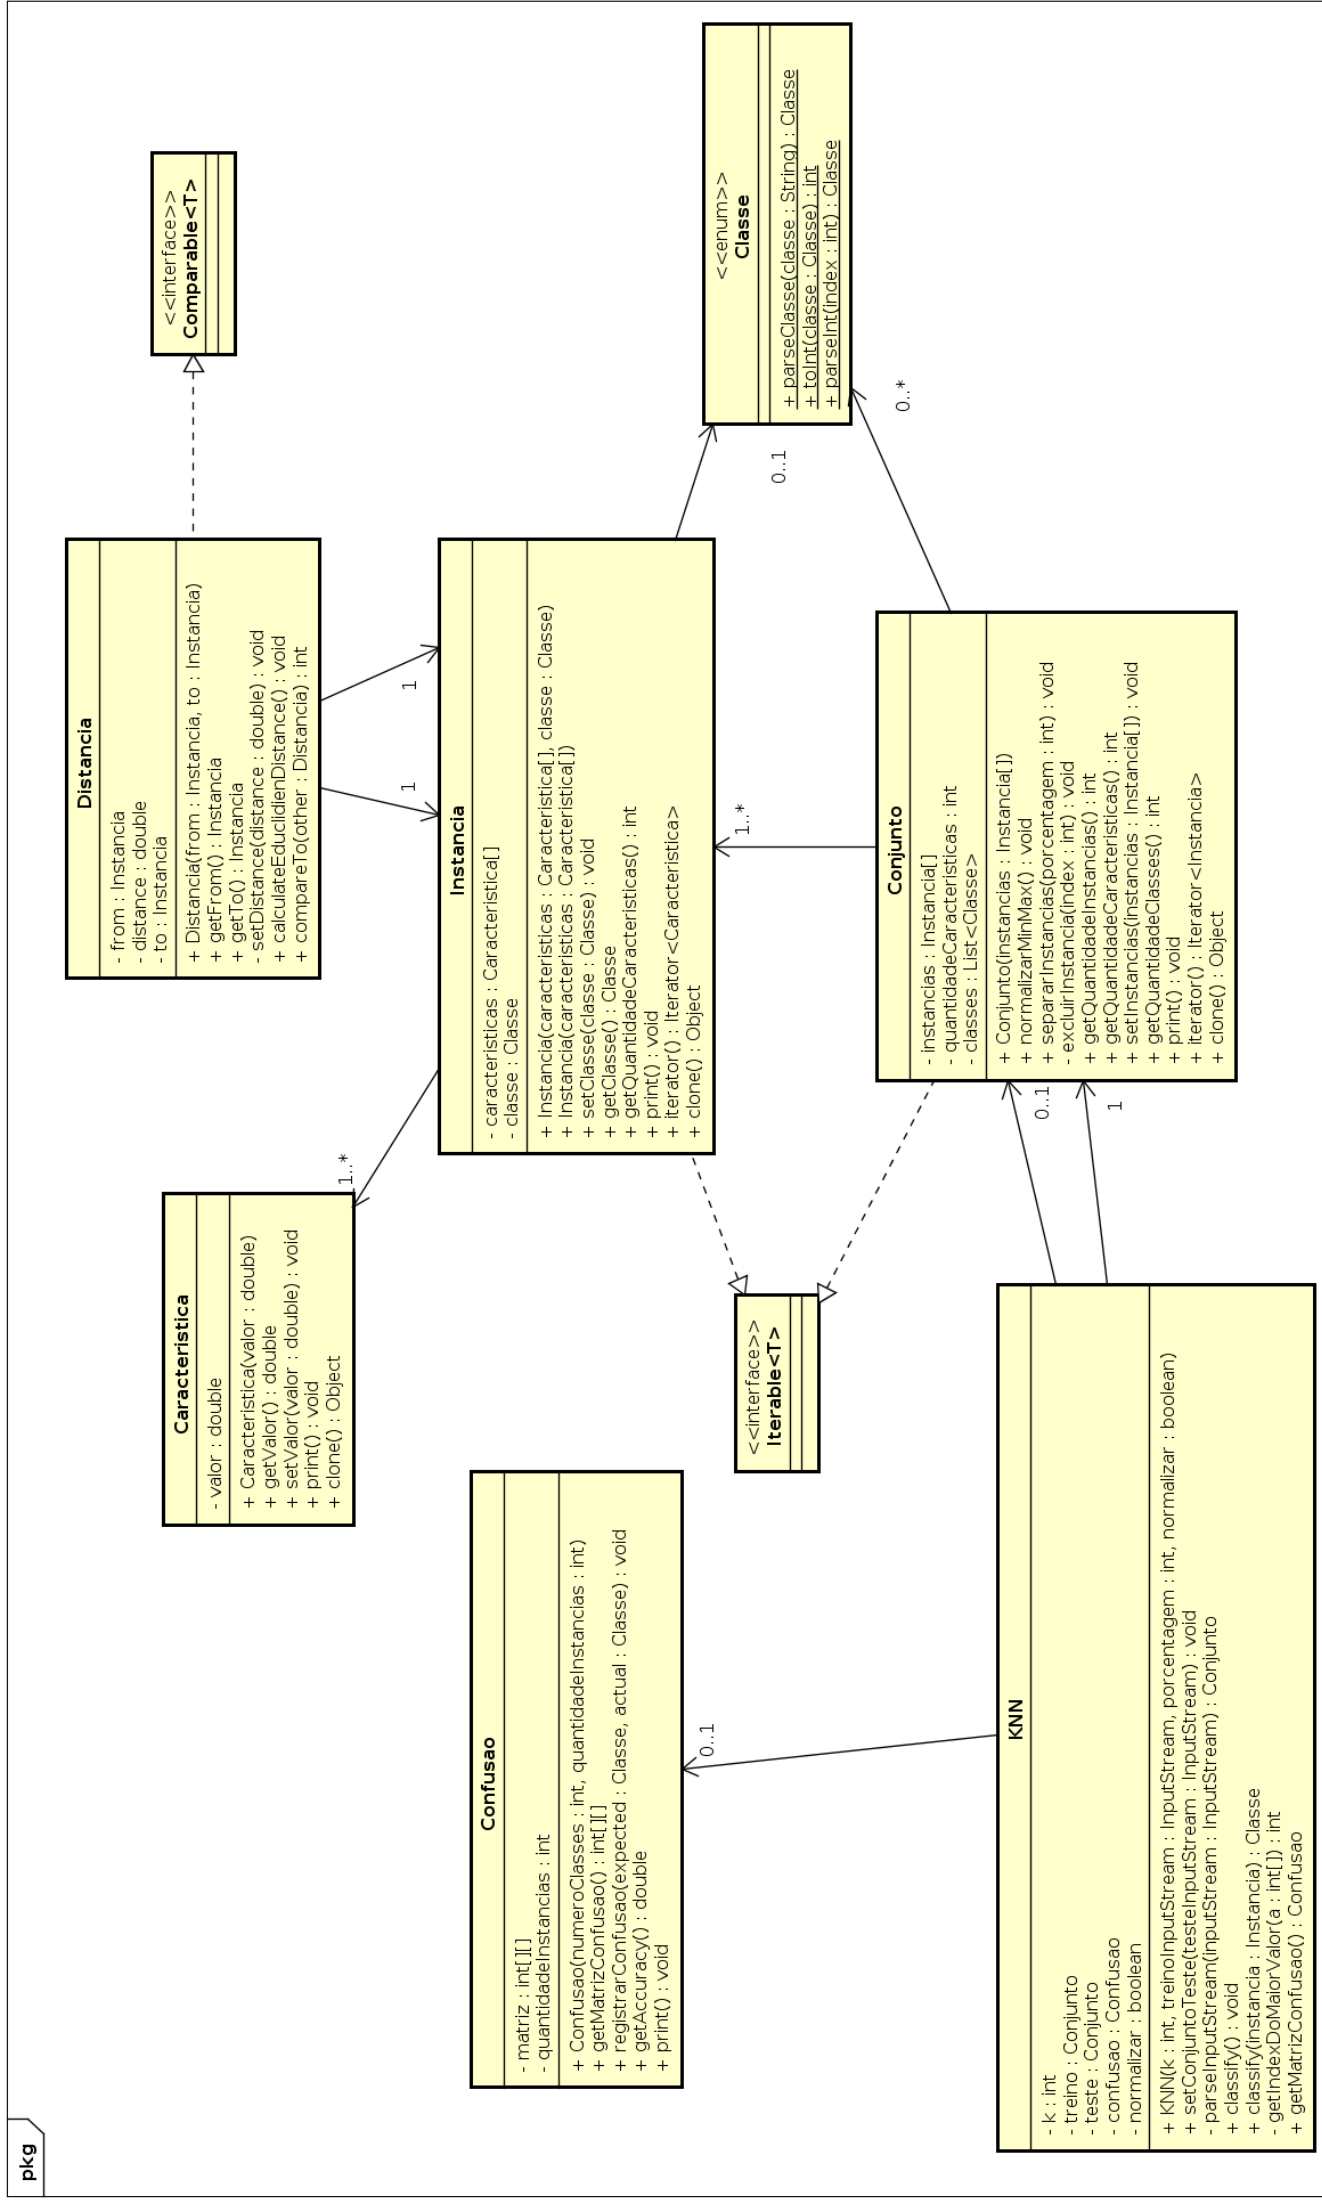 pkg
Distancia
- from : Instancia
- distance : double
- to : Instancia
+ Distancia(from : Instancia, to : Instancia)
+ getFrom() : Instancia
+ getTo() : Instancia
- setDistance(distance : double) : void
+ calculateEduclidienDistance() : void
+ compareTo(other : Distancia) : int
<<interface>>
Comparable<T>
1
1
Caracteristica
- valor : double
+ Caracteristica(valor : double)
+ getValor() : double
+ setValor(valor : double) : void
+ print() : void
+ clone() : Object
1..*
Instancia
- caracteristicas : Caracteristica[]
- classe : Classe
+ Instancia(caracteristicas : Caracteristica[], classe : Classe)
+ Instancia(caracteristicas : Caracteristica[])
+ setClasse(classe : Classe) : void
+ getClasse() : Classe
+ getQuantidadeCaracteristicas() : int
+ print() : void
+ iterator() : Iterator<Caracteristica>
+ clone() : Object
<<enum>>
Classe
+ parseClasse(classe : String) : Classe
+ toInt(classe : Classe) : int
+ parseInt(index : int) : Classe
0..1
0..*
Confusao
- matriz : int[][]
- quantidadeInstancias : int
+ Confusao(numeroClasses : int, quantidadeInstancias : int)
+ getMatrizConfusao() : int[][]
+ registrarConfusao(expected : Classe, actual : Classe) : void
+ getAccuracy() : double
+ print() : void
0..1
<<interface>>
Iterable<T>
1..*
Conjunto
- instancias : Instancia[]
- quantidadeCaracteristicas : int
- classes : List<Classe>
+ Conjunto(instancias : Instancia[])
+ normalizarMinMax() : void
+ separarInstancias(porcentagem : int) : void
- excluirInstancia(index : int) : void
+ getQuantidadeInstancias() : int
+ getQuantidadeCaracteristicas() : int
+ setInstancias(instancias : Instancia[]) : void
+ getQuantidadeClasses() : int
+ print() : void
+ iterator() : Iterator<Instancia>
+ clone() : Object
0..1
1
KNN
- k : int
- treino : Conjunto
- teste : Conjunto
- confusao : Confusao
- normalizar : boolean
+ KNN(k : int, treinoInputStream : InputStream, porcentagem : int, normalizar : boolean)
+ setConjuntoTeste(testeInputStream : InputStream) : void
- parseInputStream(inputStream : InputStream) : Conjunto
+ classify() : void
+ classify(instancia : Instancia) : Classe
- getIndexDoMaiorValor(a : int[]) : int
+ getMatrizConfusao() : Confusao